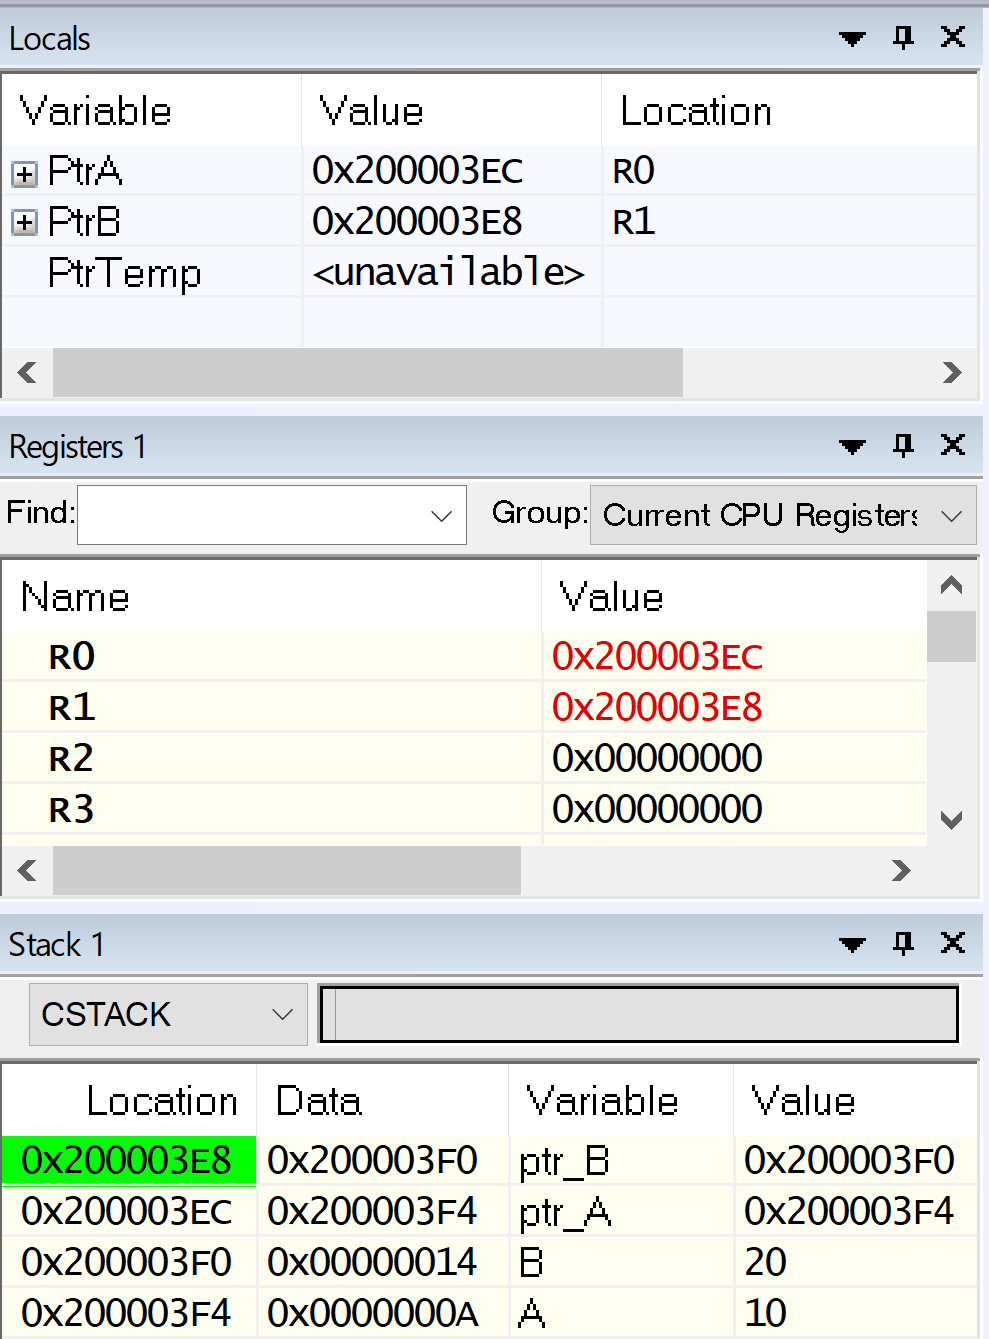 Locals
Variable Value Location
PtrA 0x200003EC R0
PtrB 0x200003E8 R1
PtrTemp <unavailable>
Registers 1
Find: Group: Current CPU Registers
Name Value
R0 0x200003EC
R1 0x200003E8
R2 0x00000000
R3 0x00000000
Stack 1
CSTACK
Location Data Variable Value
0x200003E8 0x200003F0 ptr_B 0x200003F0
0x200003EC 0x200003F4 ptr_A 0x200003F4
0x200003F0 0x00000014 B 20
0x200003F4 0x0000000A A 10